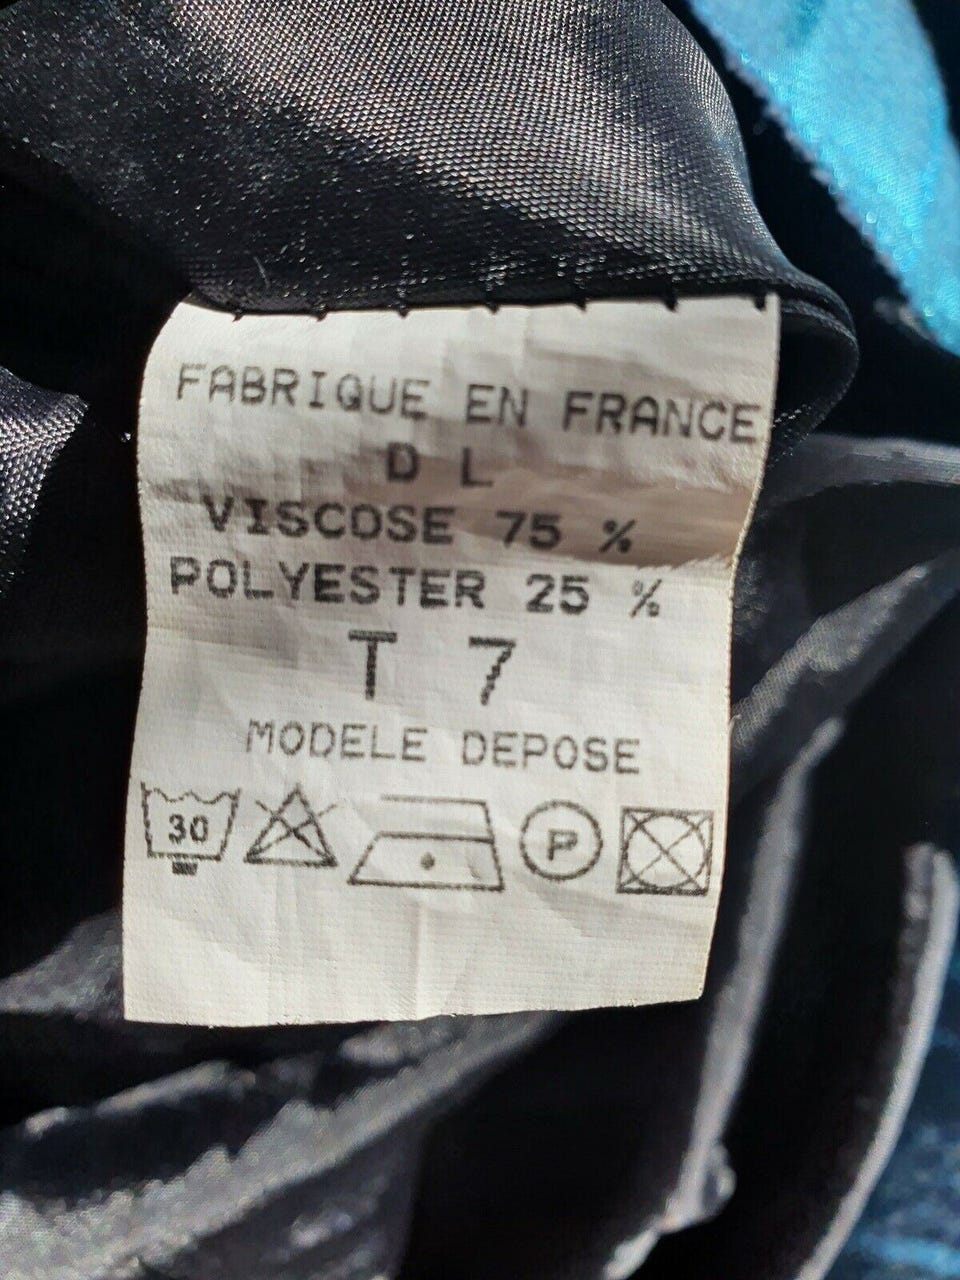 FABRIQUE EN FRANCE
D L
VISCOSE 75 %
POLYESTER 25 %
T 7
MODELE DEPOSE
30 P